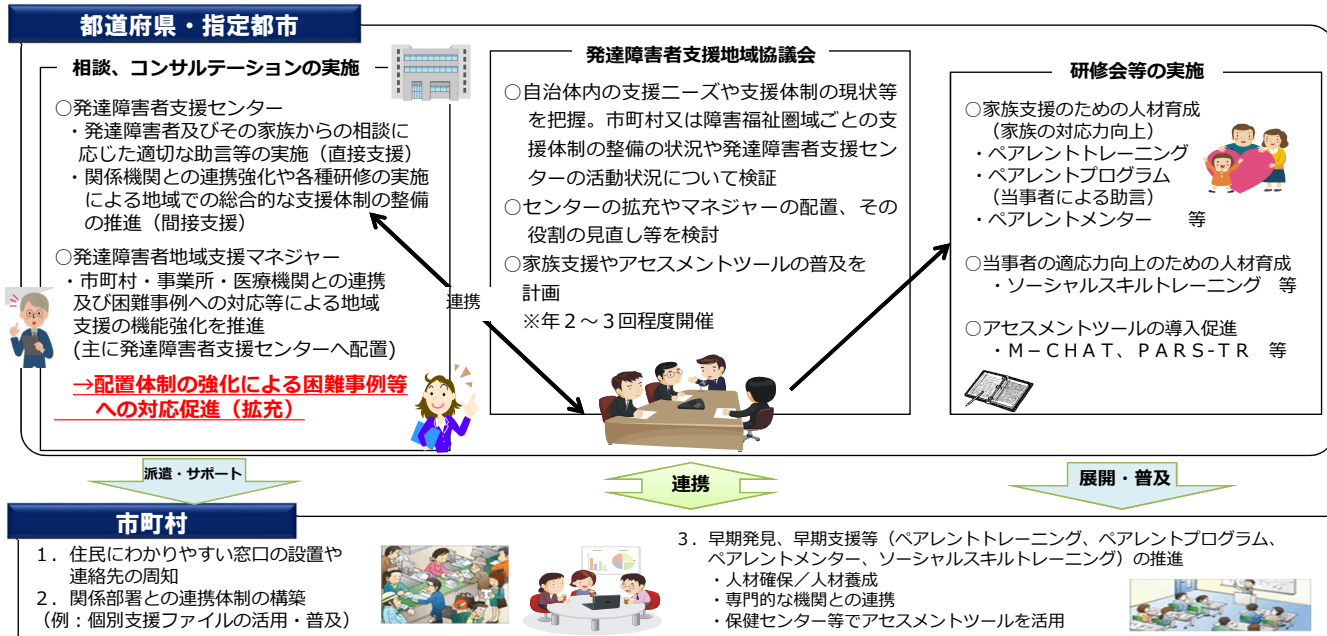 都道府県・指定都市
相談、コンサルテーションの実施
○発達障害者支援センター
・発達障害者及びその家族からの相談に
応じた適切な助言等の実施（直接支援）
・関係機関との連携強化や各種研修の実施
による地域での総合的な支援体制の整備
の推進（間接支援）
○発達障害者地域支援マネジャー
・市町村・事業所・医療機関との連携
及び困難事例への対応等による地域
支援の機能強化を推進
(主に発達障害者支援センターへ配置)
→配置体制の強化による困難事例等
への対応促進（拡充）
連携
発達障害者支援地域協議会
○自治体内の支援ニーズや支援体制の現状等
を把握。市町村又は障害福祉圏域ごとの支
援体制の整備の状況や発達障害者支援セン
ターの活動状況について検証
○センターの拡充やマネジャーの配置、その
役割の見直し等を検討
○家族支援やアセスメントツールの普及を
計画
※年２～３回程度開催
研修会等の実施
○家族支援のための人材育成
（家族の対応力向上）
・ペアレントトレーニング
・ペアレントプログラム
（当事者による助言）
・ペアレントメンター　等
○当事者の適応力向上のための人材育成
・ソーシャルスキルトレーニング　等
○アセスメントツールの導入促進
・Ｍ－ＣＨＡＴ、ＰＡＲＳ-ＴＲ　等
派遣・サポート
連携
展開・普及
市町村
１．住民にわかりやすい窓口の設置や
連絡先の周知
２．関係部署との連携体制の構築
（例：個別支援ファイルの活用・普及）
３．早期発見、早期支援等（ペアレントトレーニング、ペアレントプログラム、
ペアレントメンター、ソーシャルスキルトレーニング）の推進
・人材確保／人材養成
・専門的な機関との連携
・保健センター等でアセスメントツールを活用